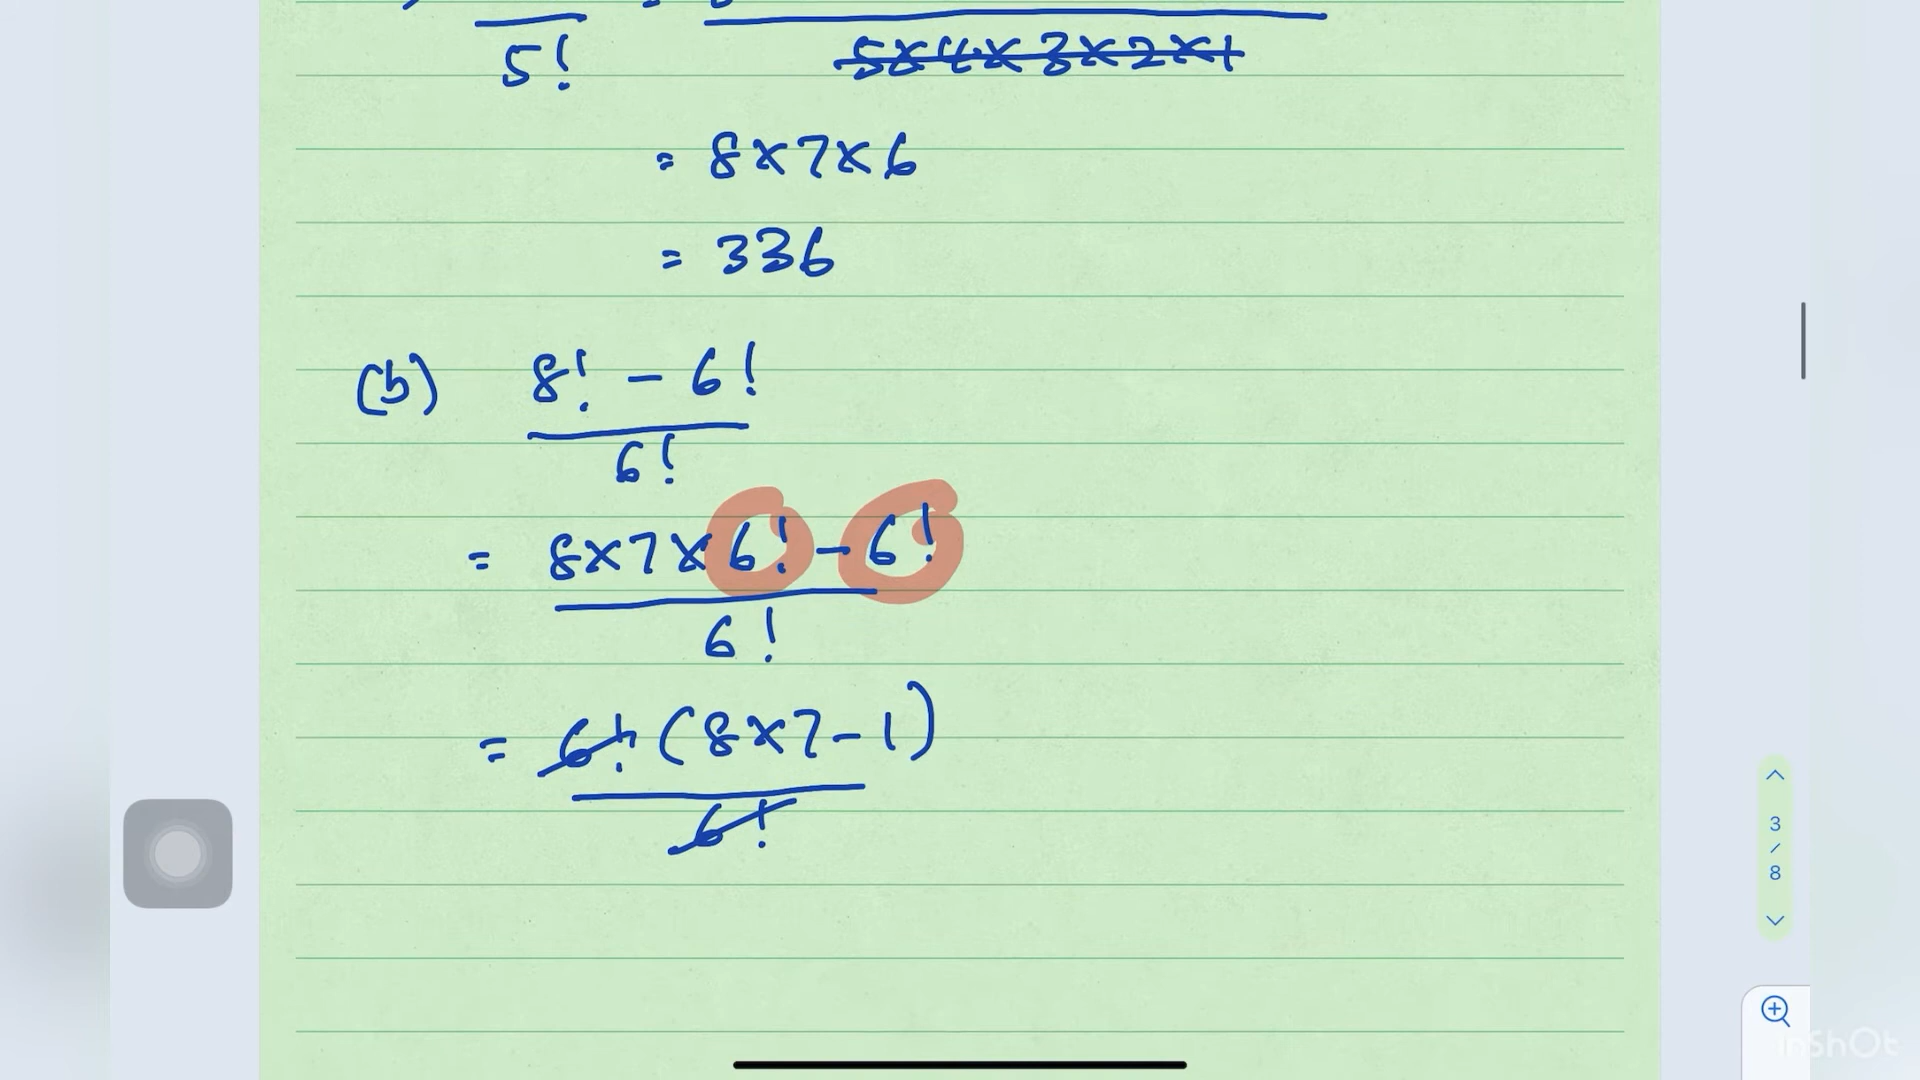 5! 5×4×3×2×1
= 8×7×6
= 336
(b) 8! - 6!
6!
= 8×7×6! - 6!
6!
= 6! (8×7-1)
6!
3
/
8
InShOt